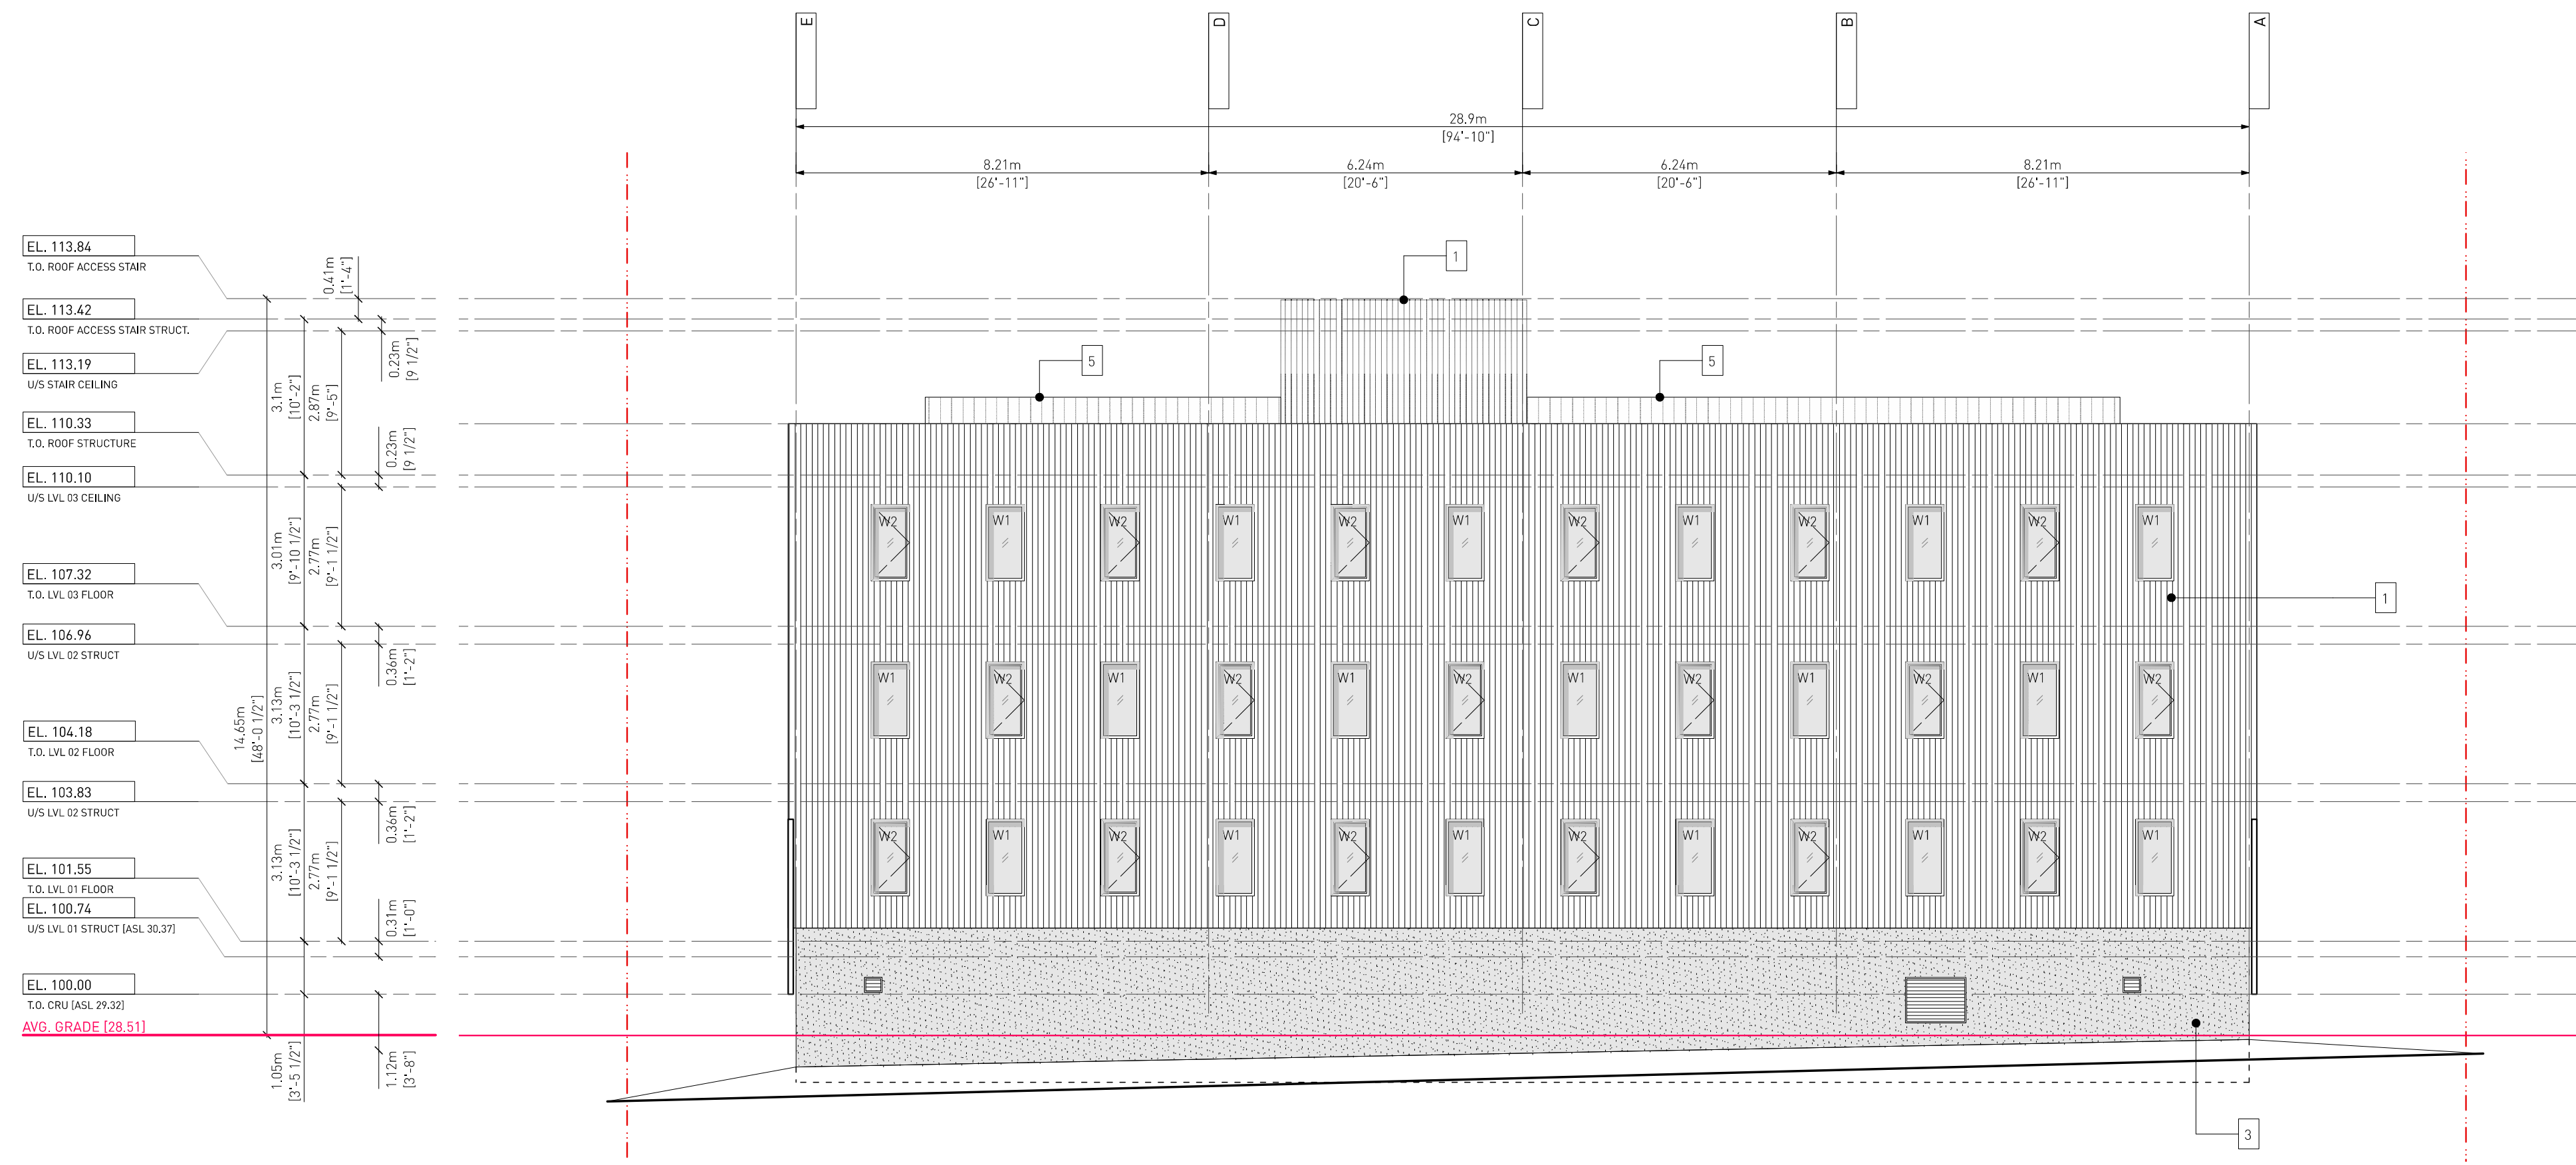 E
D
C
B
A
28.9m
[94'-10"]
8.21m
[26'-11"]
6.24m
[20'-6"]
6.24m
[20'-6"]
8.21m
[26'-11"]
EL. 113.84
T.O. ROOF ACCESS STAIR
EL. 113.42
T.O. ROOF ACCESS STAIR STRUCT.
EL. 113.19
U/S STAIR CEILING
EL. 110.33
T.O. ROOF STRUCTURE
EL. 110.10
U/S LVL 03 CEILING
EL. 107.32
T.O. LVL 03 FLOOR
EL. 106.96
U/S LVL 02 STRUCT
EL. 104.18
T.O. LVL 02 FLOOR
EL. 103.83
U/S LVL 02 STRUCT
EL. 101.55
T.O. LVL 01 FLOOR
EL. 100.74
U/S LVL 01 STRUCT [ASL 30.37]
EL. 100.00
T.O. CRU [ASL 29.32]
AVG. GRADE [28.51]
14.65m
[48'-0 1/2"]
3.1m
[10'-2"]
3.01m
[9'-10 1/2"]
3.13m
[10'-3 1/2"]
3.13m
[10'-3 1/2"]
1.05m
[3'-5 1/2"]
0.41m
[1'-4"]
2.87m
[9'-5"]
2.77m
[9'-1 1/2"]
2.77m
[9'-1 1/2"]
2.77m
[9'-1 1/2"]
0.23m
[9 1/2"]
0.23m
[9 1/2"]
0.36m
[1'-2"]
0.36m
[1'-2"]
0.31m
[1'-0"]
1.12m
[3'-8"]
1
5
5
W2 W1 W2 W1 W2 W1 W2 W1 W2 W1 W2 W1
1
W1 W2 W1 W2 W1 W2 W1 W2 W1 W2 W1 W2
W2 W1 W2 W1 W2 W1 W2 W1 W2 W1 W2 W1
3